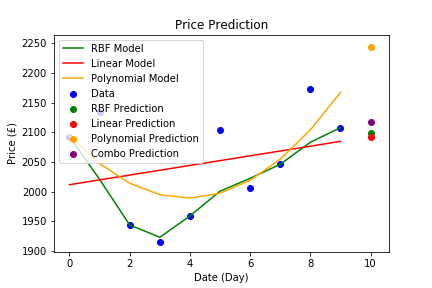 Price Prediction
2250
2200
2150
2100
2050
2000
1950
1900
Price (£)
RBF Model
Linear Model
Polynomial Model
Data
RBF Prediction
Linear Prediction
Polynomial Prediction
Combo Prediction
0 2 4 6 8 10
Date (Day)